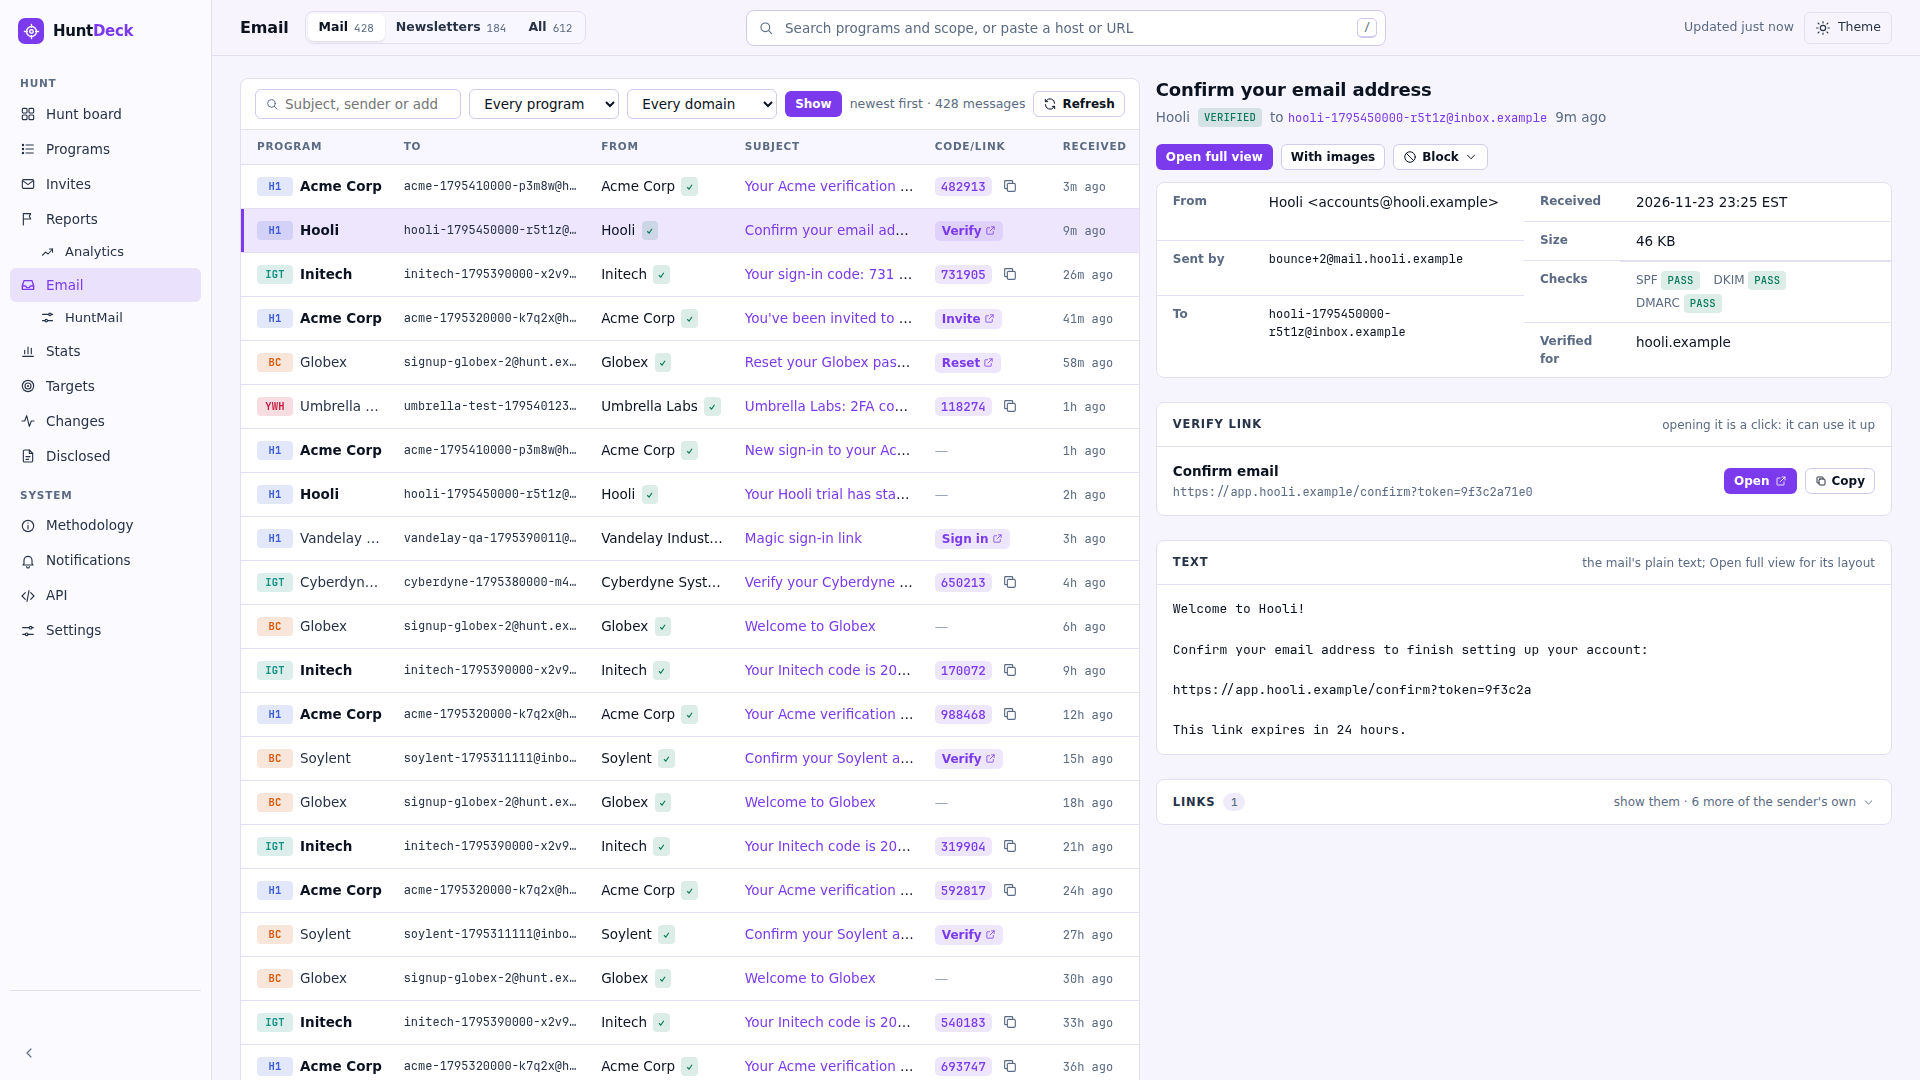 HuntDeck
HUNT
Hunt board
Programs
Invites
Reports
Analytics
Email
HuntMail
Stats
Targets
Changes
Disclosed
SYSTEM
Methodology
Notifications
API
Settings
Email
Mail 428
Newsletters 184
All 612
Search programs and scope, or paste a host or URL
/
Updated just now
Theme
Subject, sender or add
Every program
Every domain
Show
newest first · 428 messages
Refresh
PROGRAM TO FROM SUBJECT CODE/LINK RECEIVED
H1 Acme Corp acme-1795410000-p3m8w@h… Acme Corp ✓ Your Acme verification … 482913 3m ago
H1 Hooli hooli-1795450000-r5t1z@… Hooli ✓ Confirm your email ad… Verify 9m ago
IGT Initech initech-1795390000-x2v9… Initech ✓ Your sign-in code: 731 … 731905 26m ago
H1 Acme Corp acme-1795320000-k7q2x@h… Acme Corp ✓ You've been invited to … Invite 41m ago
BC Globex signup-globex-2@hunt.ex… Globex ✓ Reset your Globex pas… Reset 58m ago
YWH Umbrella … umbrella-test-179540123… Umbrella Labs ✓ Umbrella Labs: 2FA co… 118274 1h ago
H1 Acme Corp acme-1795410000-p3m8w@h… Acme Corp ✓ New sign-in to your Ac… — 1h ago
H1 Hooli hooli-1795450000-r5t1z@… Hooli ✓ Your Hooli trial has sta… — 2h ago
H1 Vandelay … vandelay-qa-1795390011@… Vandelay Indust… Magic sign-in link Sign in 3h ago
IGT Cyberdyn… cyberdyne-1795380000-m4… Cyberdyne Syst… Verify your Cyberdyne … 650213 4h ago
BC Globex signup-globex-2@hunt.ex… Globex ✓ Welcome to Globex — 6h ago
IGT Initech initech-1795390000-x2v9… Initech ✓ Your Initech code is 20… 170072 9h ago
H1 Acme Corp acme-1795320000-k7q2x@h… Acme Corp ✓ Your Acme verification … 988468 12h ago
BC Soylent soylent-1795311111@inbo… Soylent ✓ Confirm your Soylent a… Verify 15h ago
BC Globex signup-globex-2@hunt.ex… Globex ✓ Welcome to Globex — 18h ago
IGT Initech initech-1795390000-x2v9… Initech ✓ Your Initech code is 20… 319904 21h ago
H1 Acme Corp acme-1795320000-k7q2x@h… Acme Corp ✓ Your Acme verification … 592817 24h ago
BC Soylent soylent-1795311111@inbo… Soylent ✓ Confirm your Soylent a… Verify 27h ago
BC Globex signup-globex-2@hunt.ex… Globex ✓ Welcome to Globex — 30h ago
IGT Initech initech-1795390000-x2v9… Initech ✓ Your Initech code is 20… 540183 33h ago
H1 Acme Corp acme-1795320000-k7q2x@h… Acme Corp ✓ Your Acme verification … 693747 36h ago
Confirm your email address
Hooli VERIFIED to hooli-1795450000-r5t1z@inbox.example 9m ago
Open full view
With images
Block
From Hooli <accounts@hooli.example>
Sent by bounce+2@mail.hooli.example
To hooli-1795450000-
r5t1z@inbox.example
Received 2026-11-23 23:25 EST
Size 46 KB
Checks SPF PASS DKIM PASS
DMARC PASS
Verified
for
hooli.example
VERIFY LINK
opening it is a click: it can use it up
Confirm email
https://app.hooli.example/confirm?token=9f3c2a71e0
Open
Copy
TEXT
the mail's plain text; Open full view for its layout
Welcome to Hooli!
Confirm your email address to finish setting up your account:
https://app.hooli.example/confirm?token=9f3c2a
This link expires in 24 hours.
LINKS 1
show them · 6 more of the sender's own